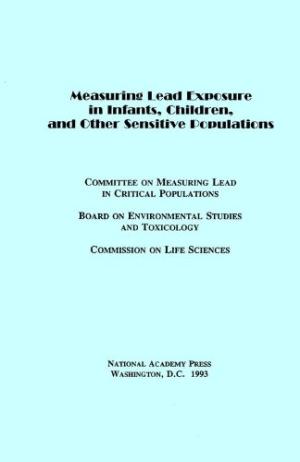 Measuring Lead Exposure
in Infants, Children,
and Other Sensitive Populations
COMMITTEE ON MEASURING LEAD
IN CRITICAL POPULATIONS
BOARD ON ENVIRONMENTAL STUDIES
AND TOXICOLOGY
COMMISSION ON LIFE SCIENCES
NATIONAL ACADEMY PRESS
WASHINGTON, D.C. 1993